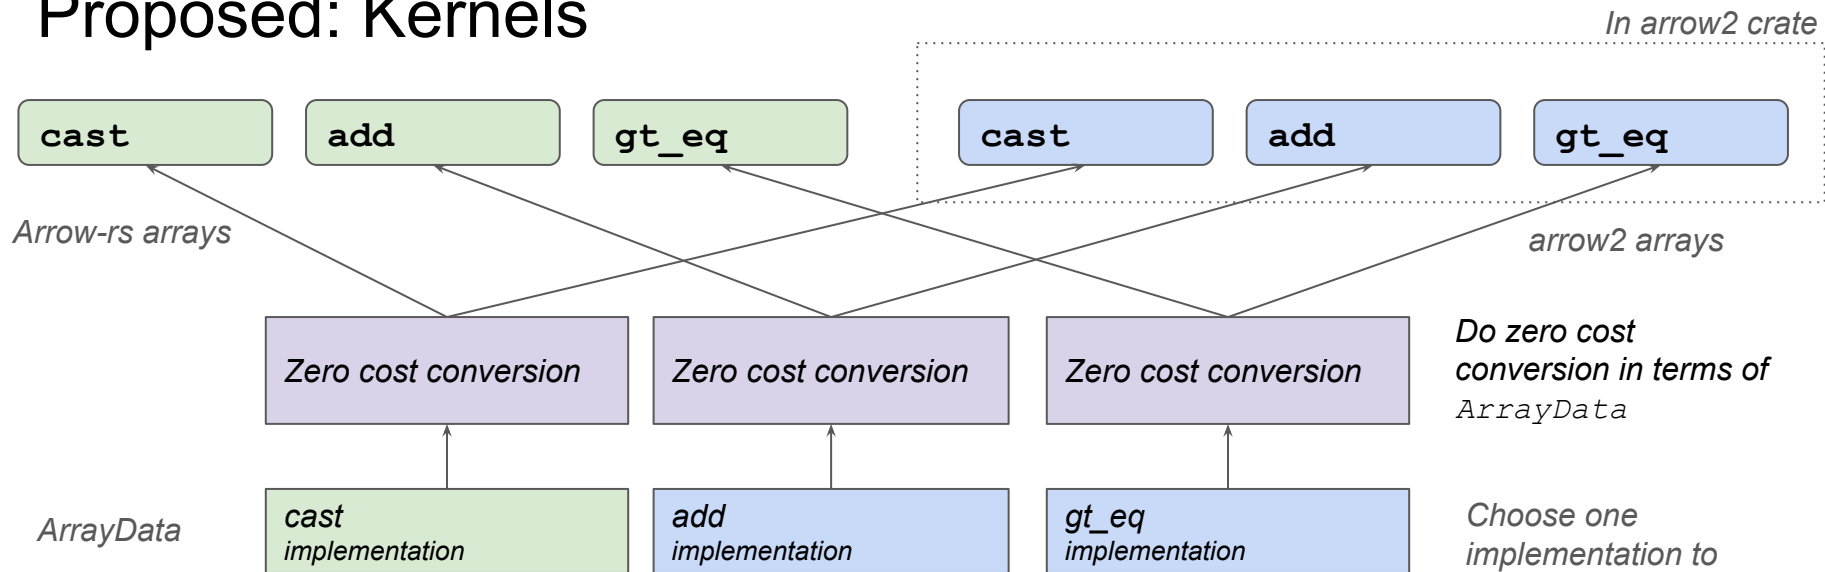 Proposed: Kernels
In arrow2 crate
cast
add
gt_eq
cast
add
gt_eq
Arrow-rs arrays
arrow2 arrays
Zero cost conversion
Zero cost conversion
Zero cost conversion
Do zero cost
conversion in terms of
ArrayData
ArrayData
cast
implementation
add
implementation
gt_eq
implementation
Choose one
implementation to